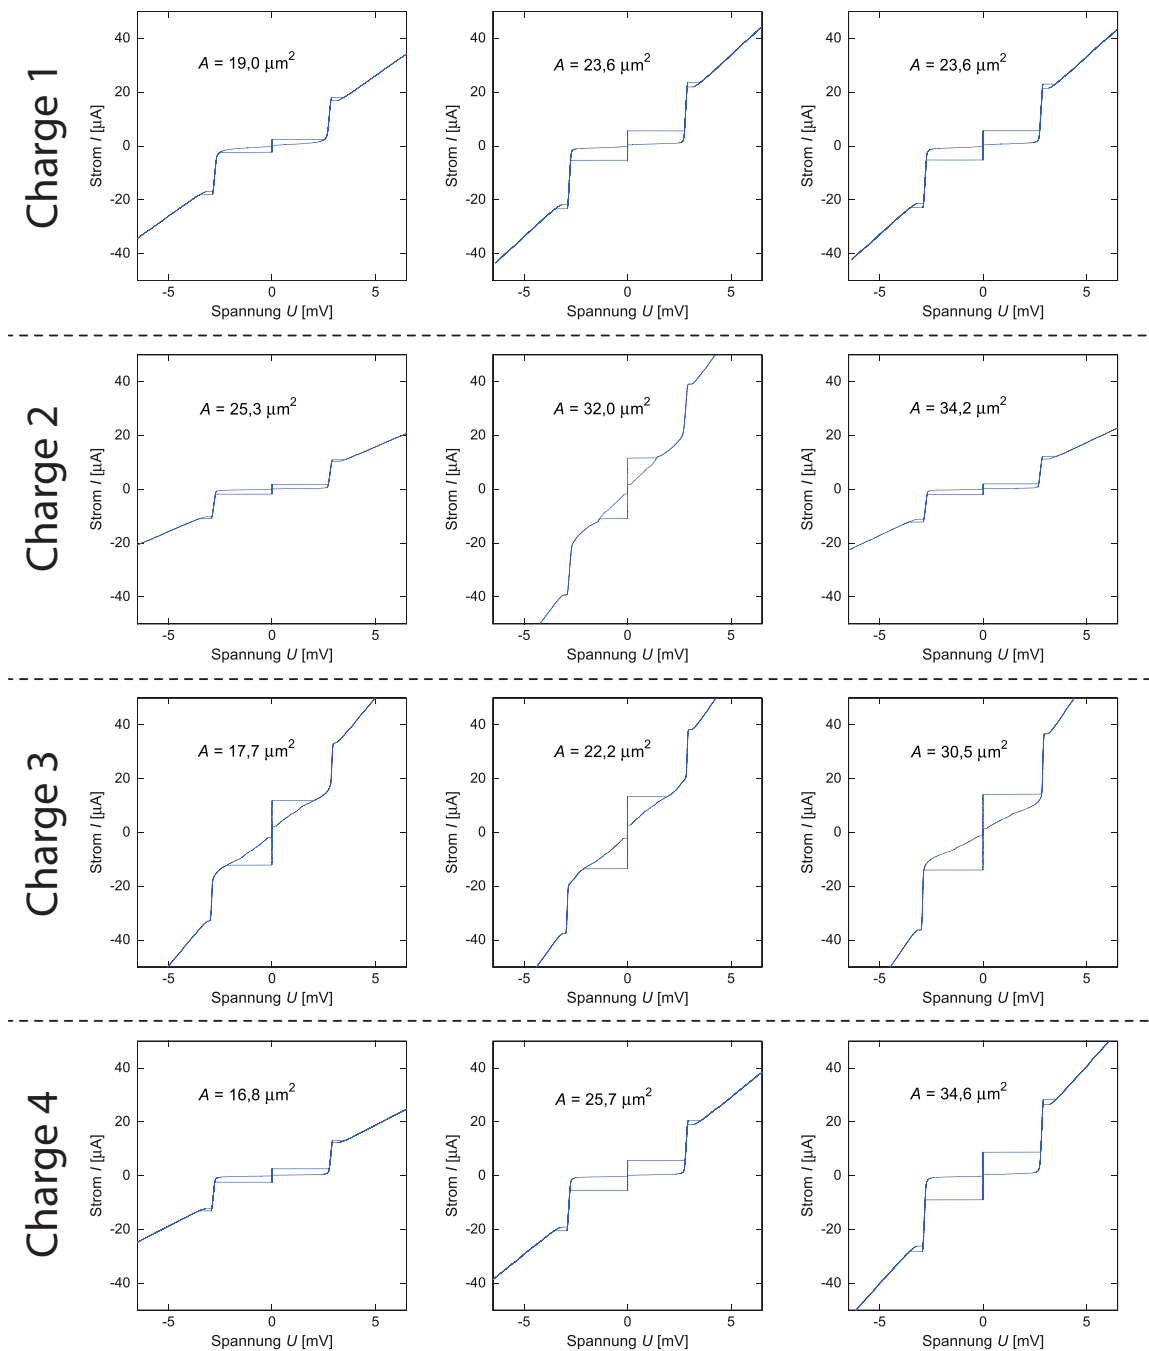 Charge 1
A = 19,0 µm²
Strom I [µA]
40
20
0
-20
-40
-5 0 5
Spannung U [mV]
A = 23,6 µm²
Strom I [µA]
40
20
0
-20
-40
-5 0 5
Spannung U [mV]
A = 23,6 µm²
Strom I [µA]
40
20
0
-20
-40
-5 0 5
Spannung U [mV]
Charge 2
A = 25,3 µm²
Strom I [µA]
40
20
0
-20
-40
-5 0 5
Spannung U [mV]
A = 32,0 µm²
Strom I [µA]
40
20
0
-20
-40
-5 0 5
Spannung U [mV]
A = 34,2 µm²
Strom I [µA]
40
20
0
-20
-40
-5 0 5
Spannung U [mV]
Charge 3
A = 17,7 µm²
Strom I [µA]
40
20
0
-20
-40
-5 0 5
Spannung U [mV]
A = 22,2 µm²
Strom I [µA]
40
20
0
-20
-40
-5 0 5
Spannung U [mV]
A = 30,5 µm²
Strom I [µA]
40
20
0
-20
-40
-5 0 5
Spannung U [mV]
Charge 4
A = 16,8 µm²
Strom I [µA]
40
20
0
-20
-40
-5 0 5
Spannung U [mV]
A = 25,7 µm²
Strom I [µA]
40
20
0
-20
-40
-5 0 5
Spannung U [mV]
A = 34,6 µm²
Strom I [µA]
40
20
0
-20
-40
-5 0 5
Spannung U [mV]